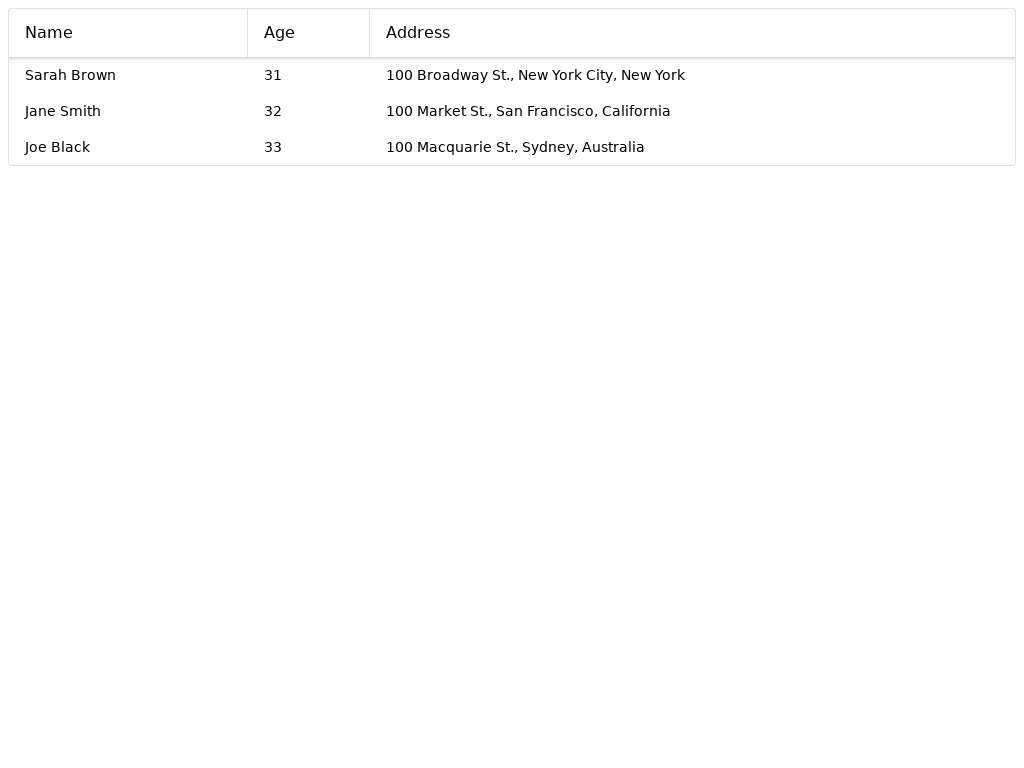 Name Age Address
Sarah Brown 31 100 Broadway St., New York City, New York
Jane Smith 32 100 Market St., San Francisco, California
Joe Black 33 100 Macquarie St., Sydney, Australia